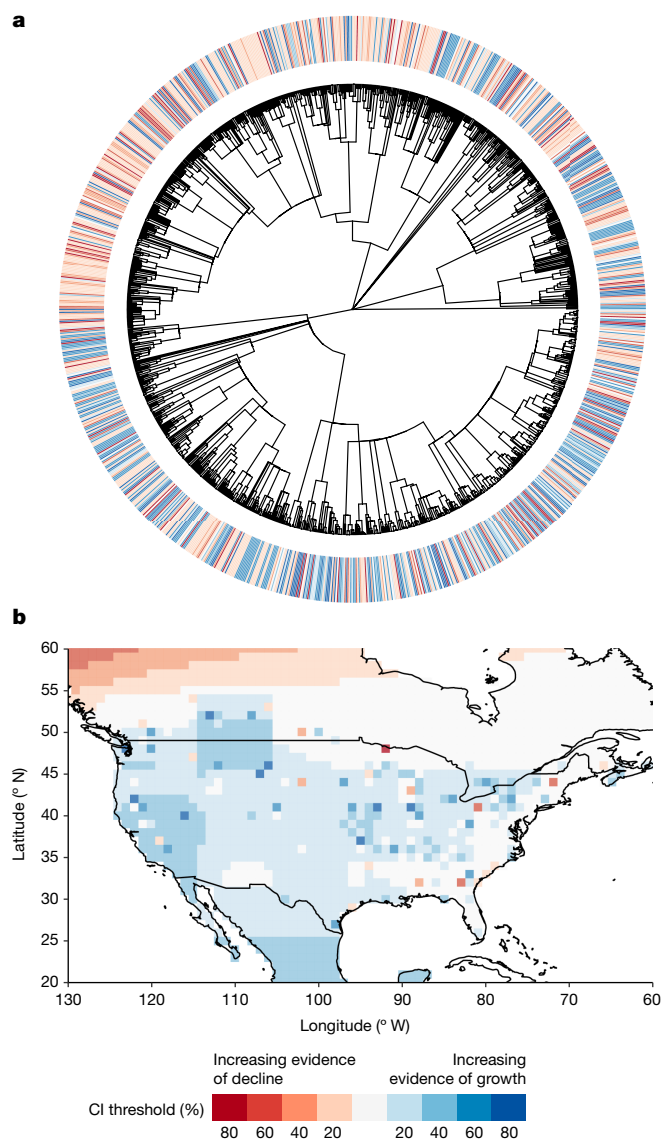 a
b
60
55
50
45
40
35
30
25
20
Latitude (° N)
130 120 110 100 90 80 70 60
Longitude (° W)
Increasing evidence of decline
Increasing evidence of growth
CI threshold (%)
80 60 40 20 20 40 60 80